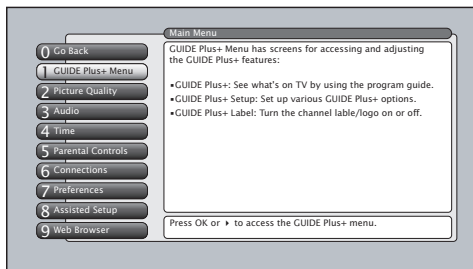 Main Menu
0 Go Back
1 GUIDE Plus+ Menu
2 Picture Quality
3 Audio
4 Time
5 Parental Controls
6 Connections
7 Preferences
8 Assisted Setup
9 Web Browser
GUIDE Plus+ Menu has screens for accessing and adjusting
the GUIDE Plus+ features:
▪GUIDE Plus+: See what's on TV by using the program guide.
▪GUIDE Plus+ Setup: Set up various GUIDE Plus+ options.
▪GUIDE Plus+ Label: Turn the channel lable/logo on or off.
Press OK or ▸ to access the GUIDE Plus+ menu.